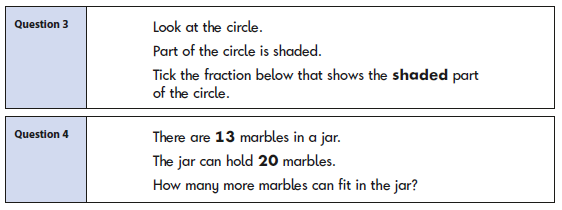 Question 3
Look at the circle.
Part of the circle is shaded.
Tick the fraction below that shows the shaded part
of the circle.
Question 4
There are 13 marbles in a jar.
The jar can hold 20 marbles.
How many more marbles can fit in the jar?